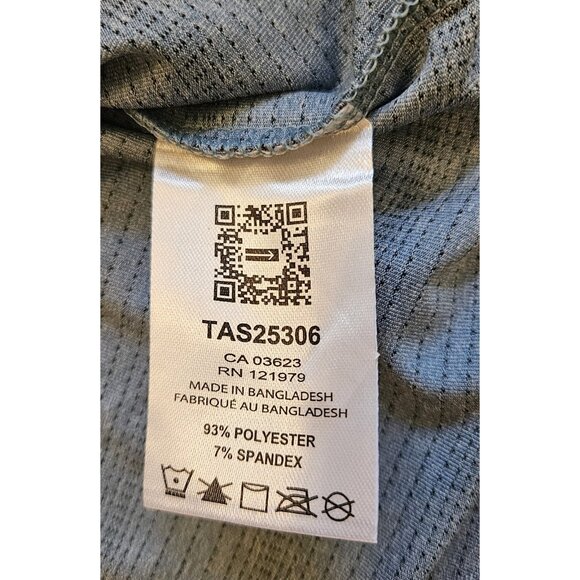 TAS25306
CA 03623
RN 121979
MADE IN BANGLADESH
FABRIQUÉ AU BANGLADESH
93% POLYESTER
7% SPANDEX